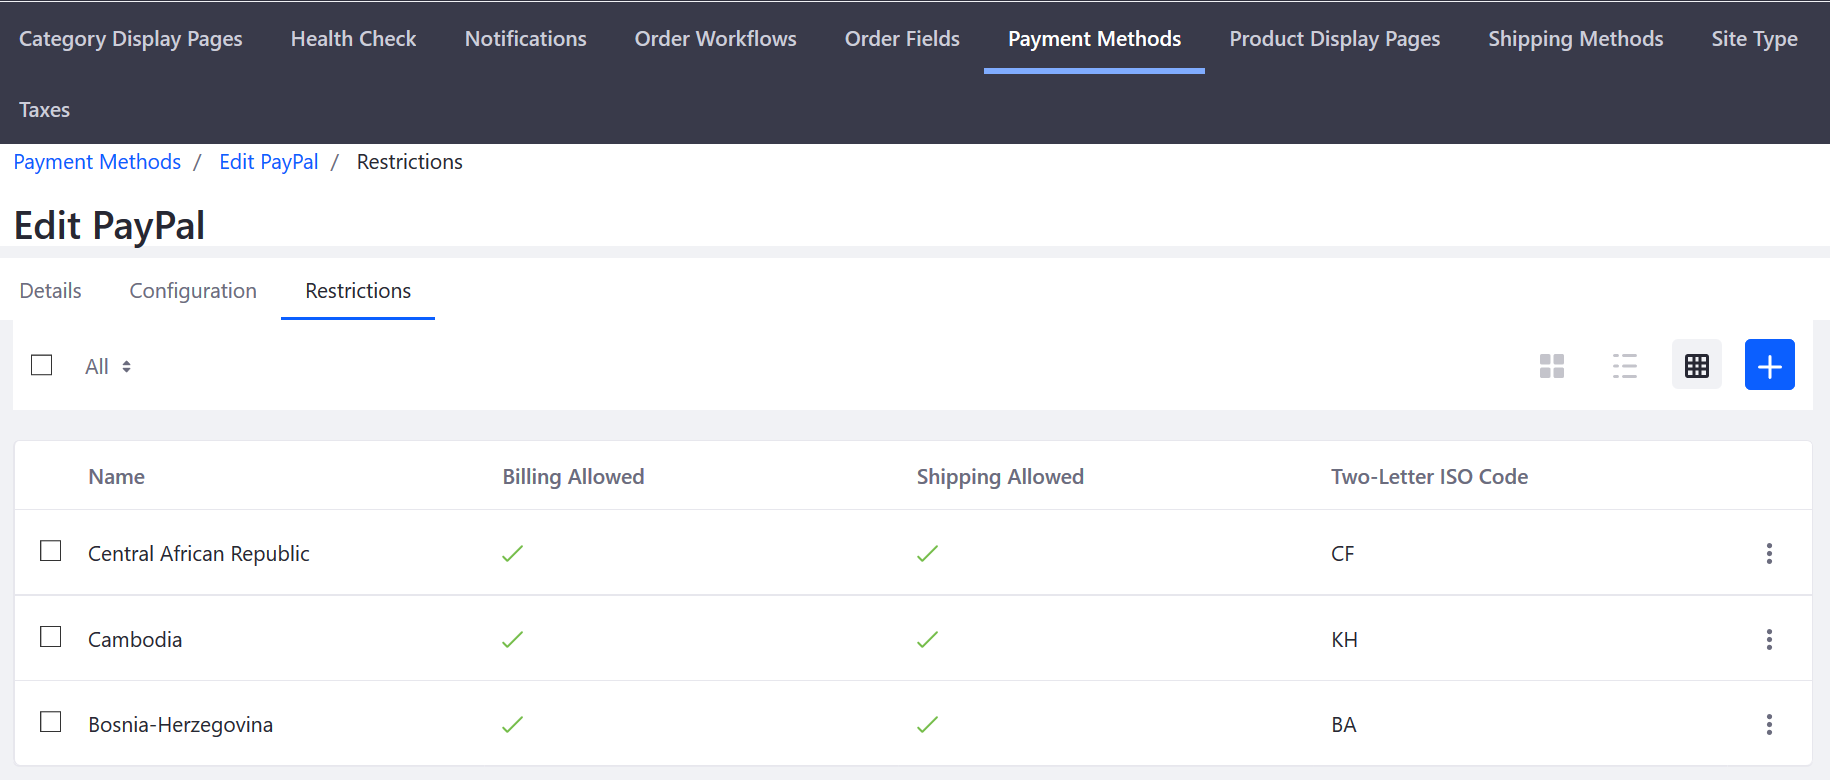 Category Display Pages Health Check Notifications Order Workflows Order Fields Payment Methods Product Display Pages Shipping Methods Site Type
Taxes
Payment Methods / Edit PayPal / Restrictions
Edit PayPal
Details Configuration Restrictions
All
Name Billing Allowed Shipping Allowed Two-Letter ISO Code
Central African Republic CF
Cambodia KH
Bosnia-Herzegovina BA